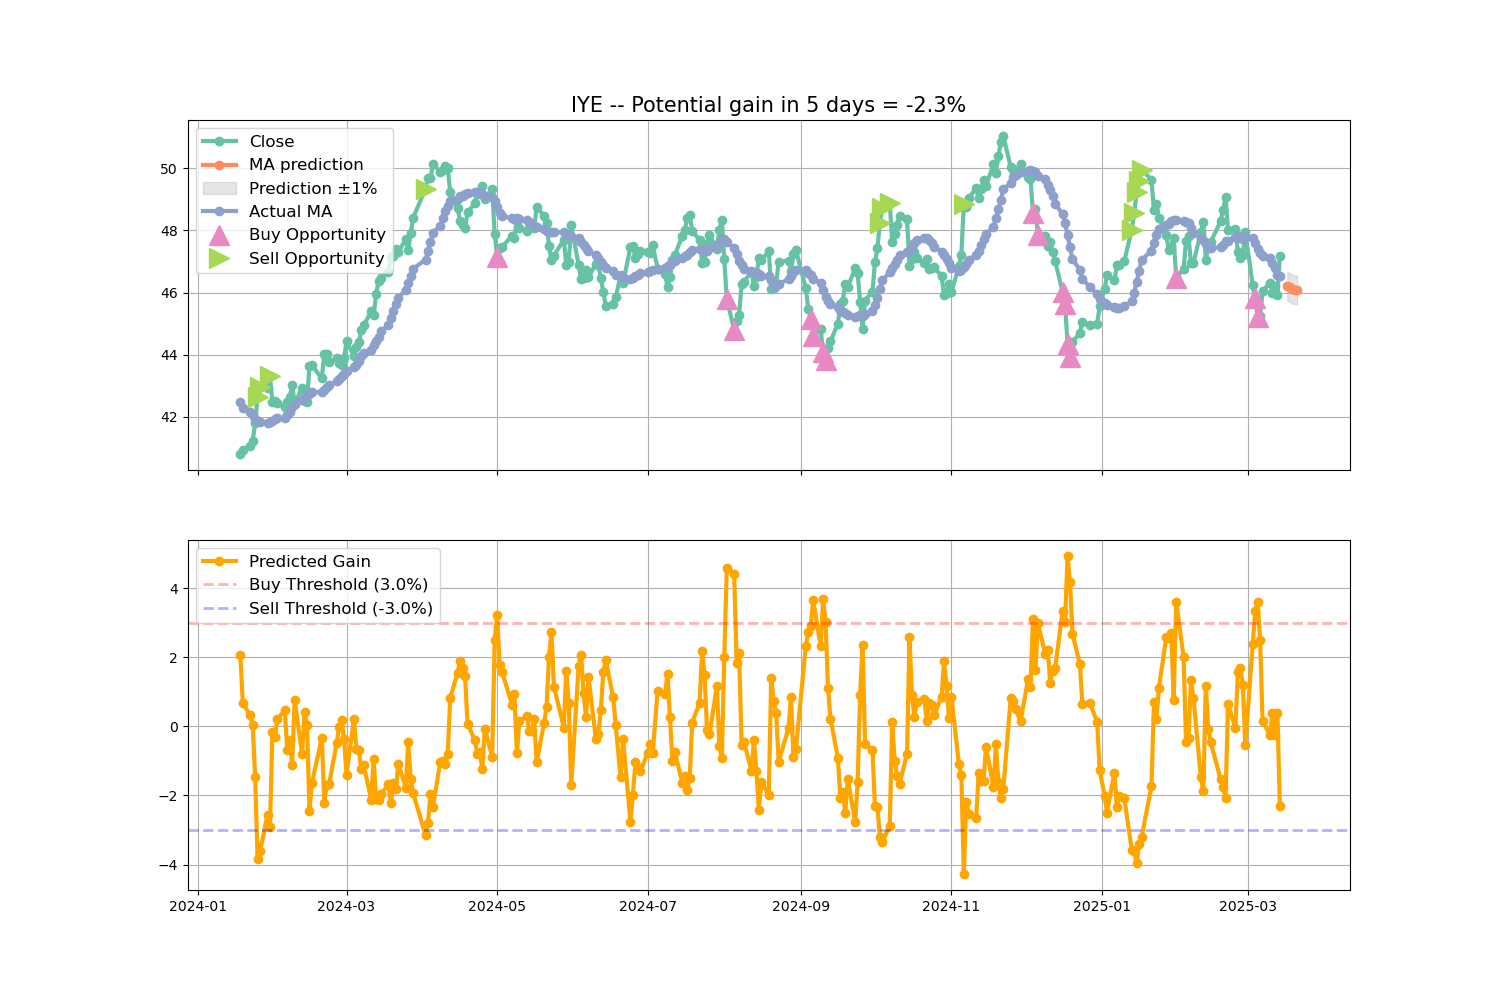 IYE -- Potential gain in 5 days = -2.3%
Close
MA prediction
Prediction ±1%
Actual MA
Buy Opportunity
Sell Opportunity
50
48
46
44
42
Predicted Gain
Buy Threshold (3.0%)
Sell Threshold (-3.0%)
4
2
0
−2
−4
2024-01
2024-03
2024-05
2024-07
2024-09
2024-11
2025-01
2025-03